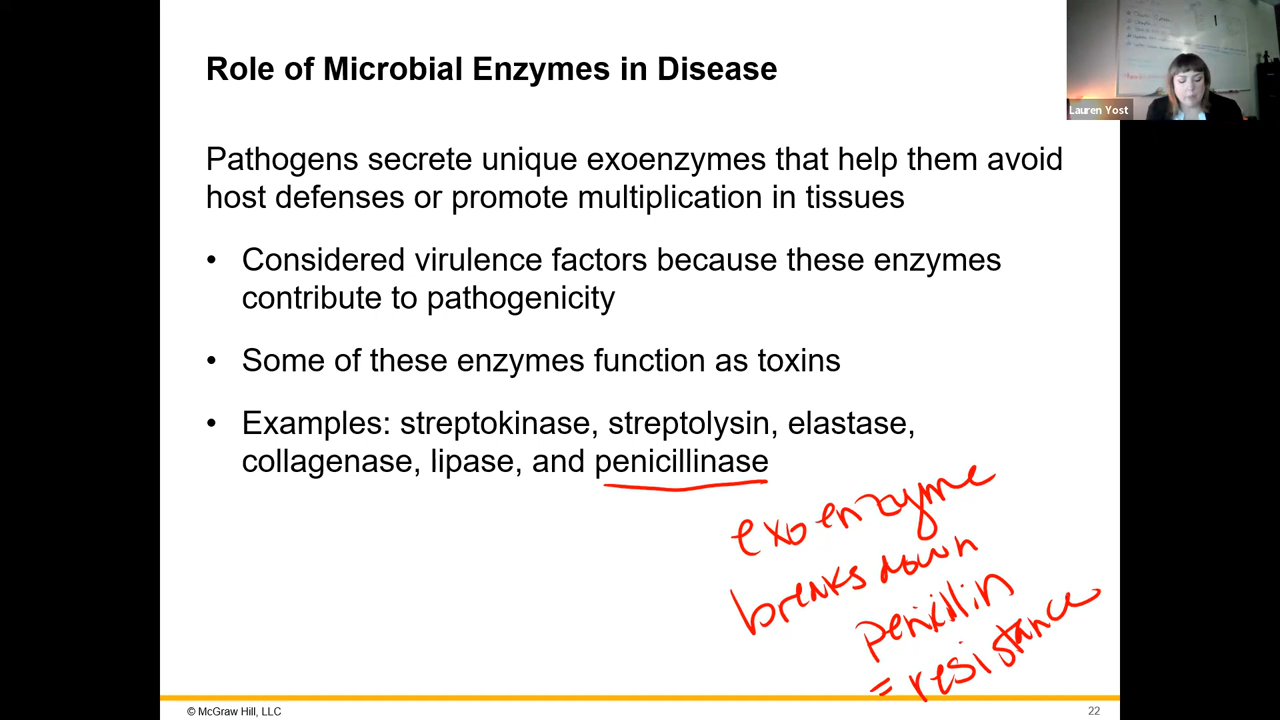 Role of Microbial Enzymes in Disease
Lauren Yost
Pathogens secrete unique exoenzymes that help them avoid
host defenses or promote multiplication in tissues
• Considered virulence factors because these enzymes
contribute to pathogenicity
• Some of these enzymes function as toxins
• Examples: streptokinase, streptolysin, elastase,
collagenase, lipase, and penicillinase
exoenzyme
breaks down
penicillin
= resistance
© McGraw Hill, LLC
22